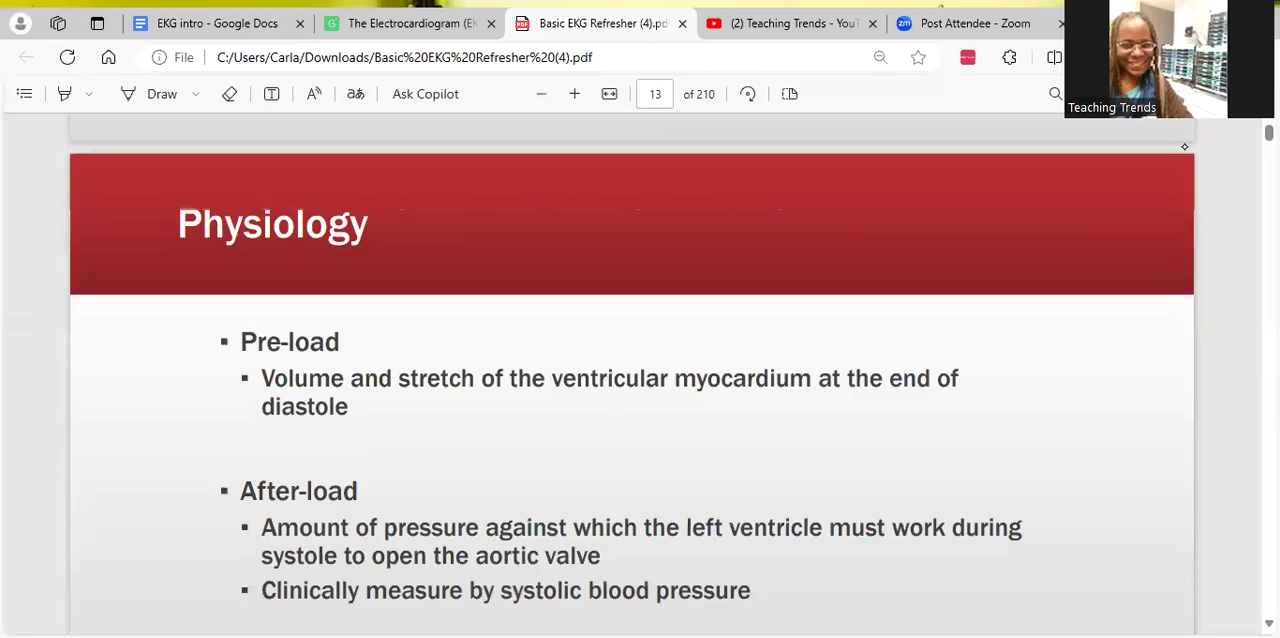 EKG intro - Google Docs
The Electrocardiogram (EK
Basic EKG Refresher (4).pd
(2) Teaching Trends - YouT
Post Attendee - Zoom
File
C:/Users/Carla/Downloads/Basic%20EKG%20Refresher%20(4).pdf
Draw
Ask Copilot
13
of 210
Teaching Trends
Physiology
▪ Pre-load
▪ Volume and stretch of the ventricular myocardium at the end of
diastole
▪ After-load
▪ Amount of pressure against which the left ventricle must work during
systole to open the aortic valve
▪ Clinically measure by systolic blood pressure